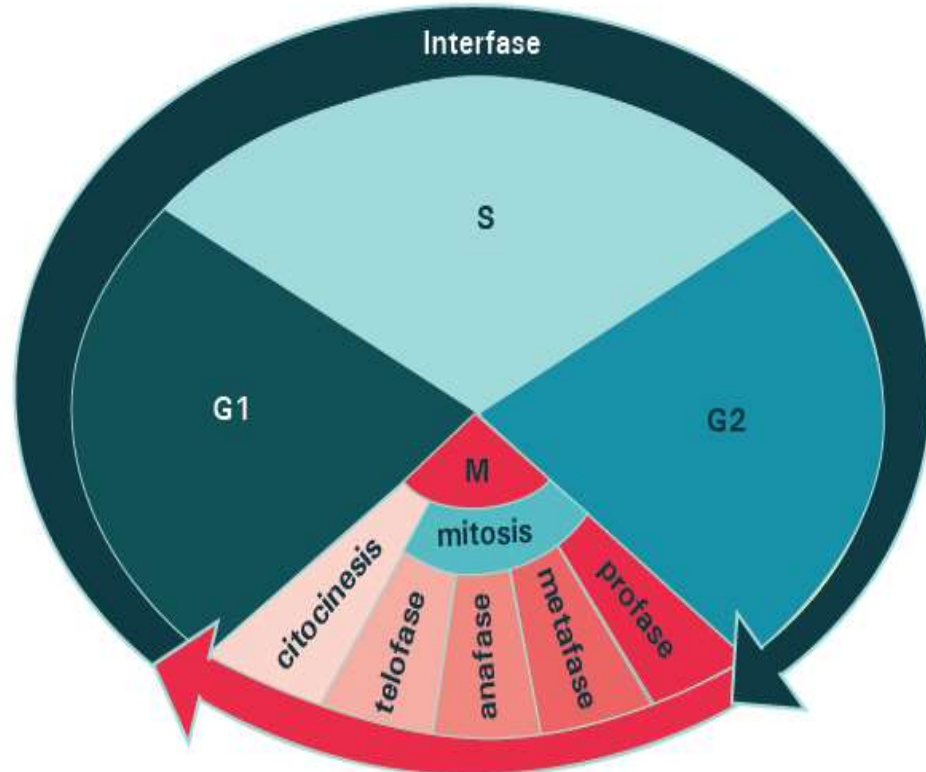 Interfase
S
G1
G2
M
mitosis
citocinesis
telofase
anafase
metafase
profase